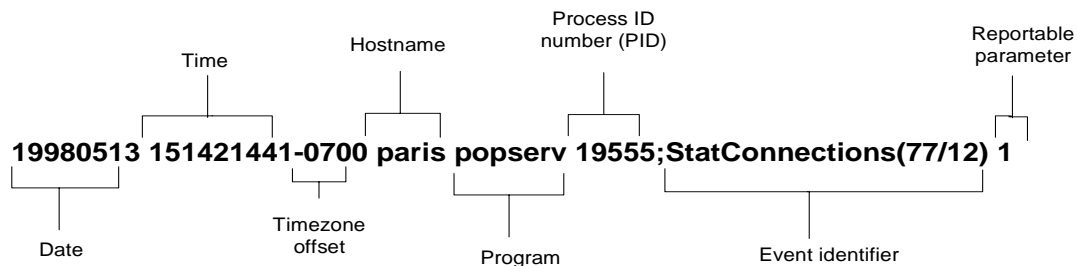 Process ID
number (PID)
Reportable
parameter
Hostname
Time
19980513 151421441-0700 paris popserv 19555;StatConnections(77/12) 1
Date
Timezone
offset
Program
Event identifier